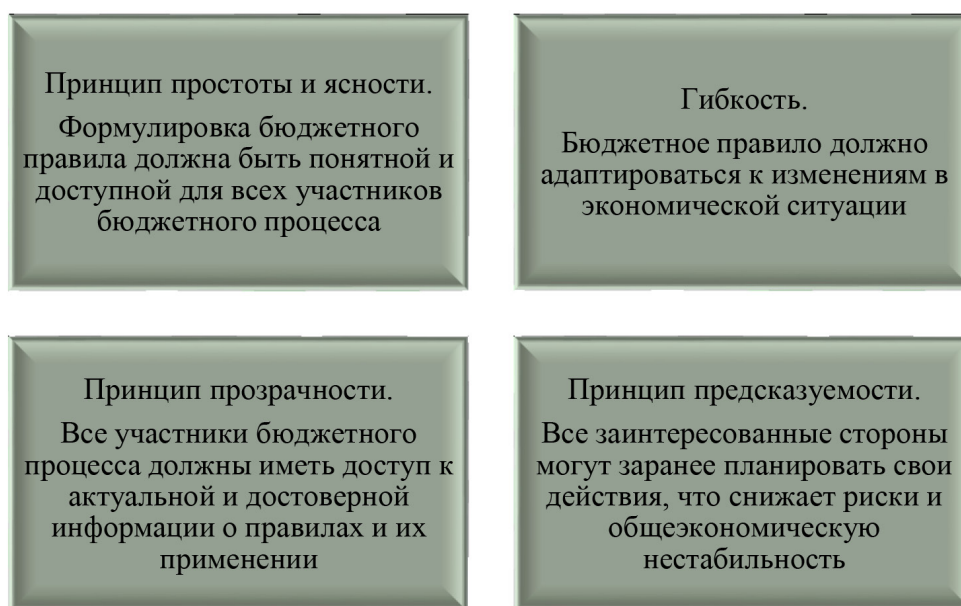 Принцип простоты и ясности.
Формулировка бюджетного
правила должна быть понятной и
доступной для всех участников
бюджетного процесса
Гибкость.
Бюджетное правило должно
адаптироваться к изменениям в
экономической ситуации
Принцип прозрачности.
Все участники бюджетного
процесса должны иметь доступ к
актуальной и достоверной
информации о правилах и их
применении
Принцип предсказуемости.
Все заинтересованные стороны
могут заранее планировать свои
действия, что снижает риски и
общеэкономическую
нестабильность